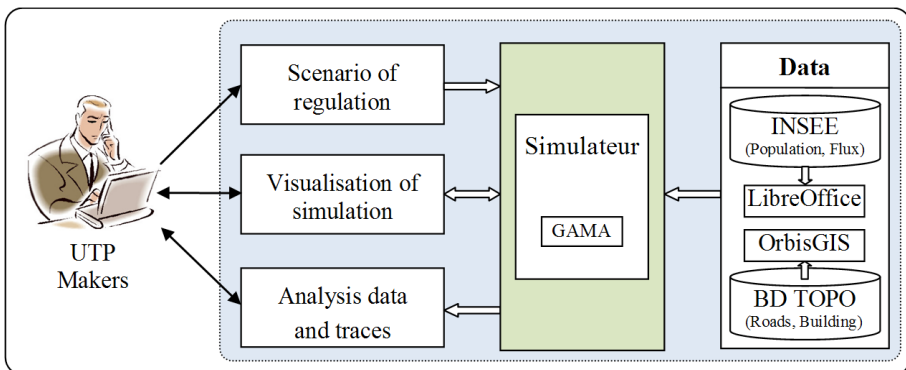 UTP
Makers
Scenario of
regulation
Visualisation of
simulation
Analysis data
and traces
Simulateur
GAMA
Data
INSEE
(Population, Flux)
LibreOffice
OrbisGIS
BD TOPO
(Roads, Building)